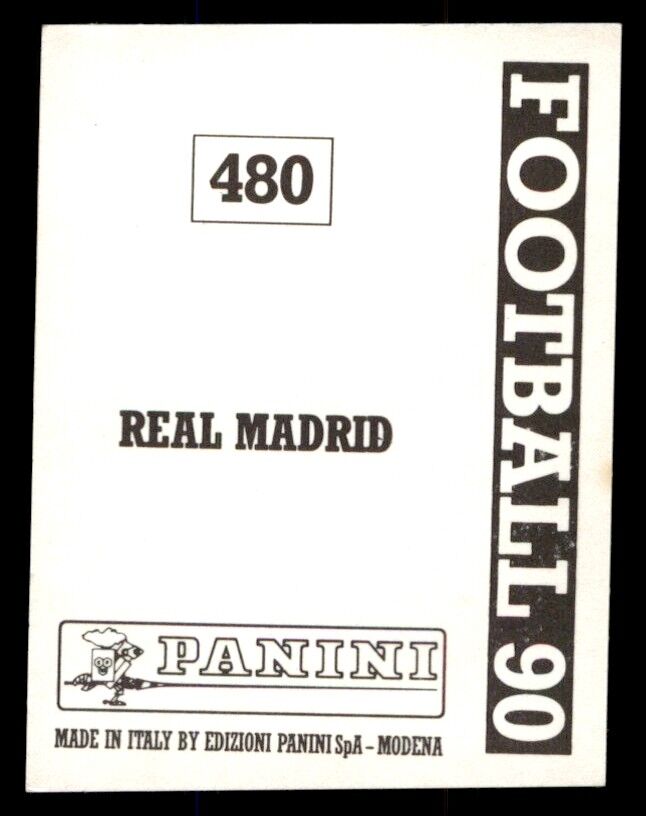 480
REAL MADRID
PANINI
MADE IN ITALY BY EDIZIONI PANINI SpA - MODENA
FOOTBALL 90